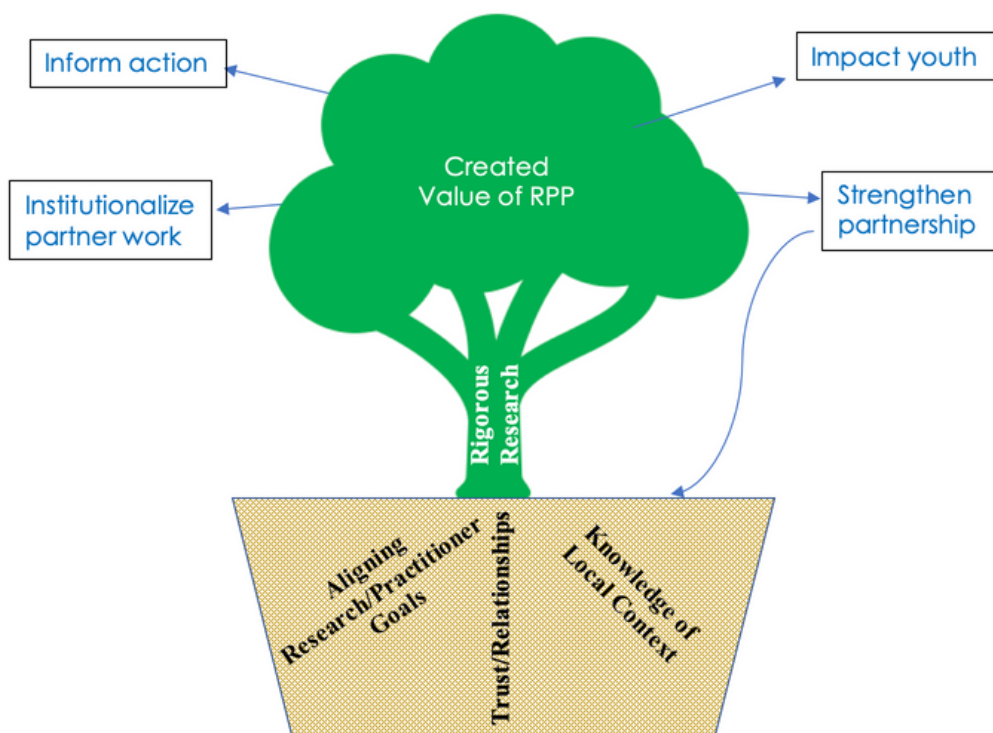 Inform action
Impact youth
Created
Value of RPP
Institutionalize
partner work
Strengthen
partnership
Rigorous
Research
Aligning
Research/Practitioner
Goals
Trust/Relationships
Knowledge of
Local Context